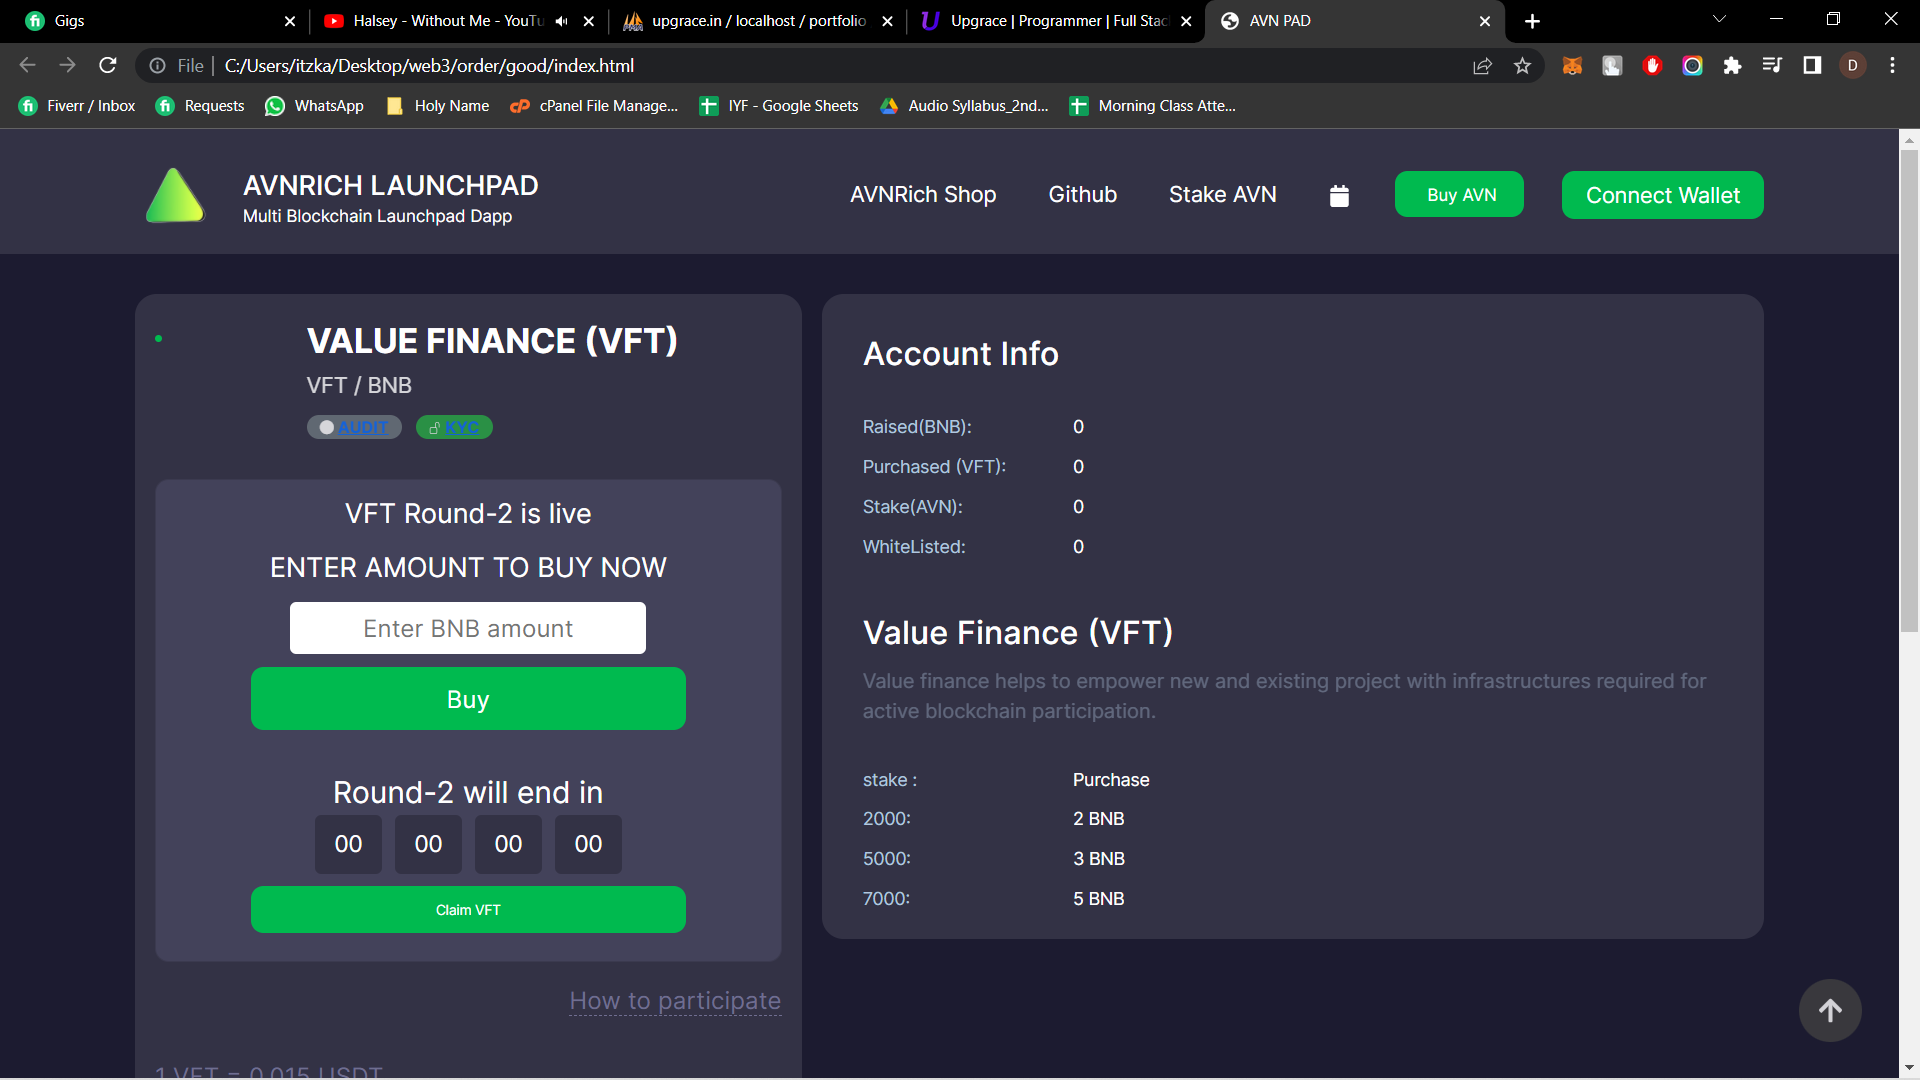 Gigs
Halsey - Without Me - YouTu
upgrace.in / localhost / portfolio
Upgrace | Programmer | Full Stac
AVN PAD
File | C:/Users/itzka/Desktop/web3/order/good/index.html
D
Fiverr / Inbox
Requests
WhatsApp
Holy Name
cPanel File Manage...
IYF - Google Sheets
Audio Syllabus_2nd...
Morning Class Atte...
AVNRICH LAUNCHPAD
Multi Blockchain Launchpad Dapp
AVNRich Shop
Github
Stake AVN
Buy AVN
Connect Wallet
VALUE FINANCE (VFT)
VFT / BNB
AUDIT
KYC
VFT Round-2 is live
ENTER AMOUNT TO BUY NOW
Enter BNB amount
Buy
Round-2 will end in
00 00 00 00
Claim VFT
How to participate
1 VFT = 0.015 USDT
Account Info
Raised(BNB): 0
Purchased (VFT): 0
Stake(AVN): 0
WhiteListed: 0
Value Finance (VFT)
Value finance helps to empower new and existing project with infrastructures required for
active blockchain participation.
stake : Purchase
2000: 2 BNB
5000: 3 BNB
7000: 5 BNB